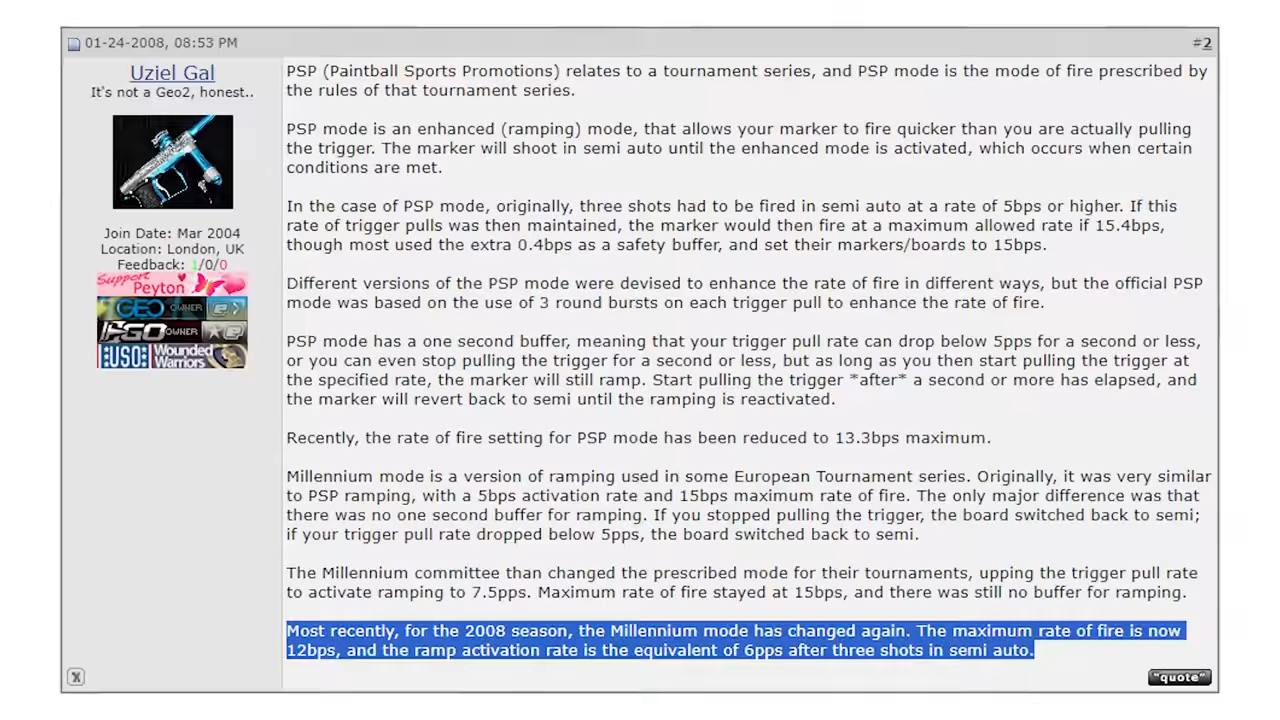 01-24-2008, 08:53 PM
#2
Uziel Gal
It's not a Geo2, honest..
Join Date: Mar 2004
Location: London, UK
Feedback: 1/0/0
Support
Peyton
GEO OWNER
EGO OWNER
USO Wounded
Warriors
PSP (Paintball Sports Promotions) relates to a tournament series, and PSP mode is the mode of fire prescribed by
the rules of that tournament series.
PSP mode is an enhanced (ramping) mode, that allows your marker to fire quicker than you are actually pulling
the trigger. The marker will shoot in semi auto until the enhanced mode is activated, which occurs when certain
conditions are met.
In the case of PSP mode, originally, three shots had to be fired in semi auto at a rate of 5bps or higher. If this
rate of trigger pulls was then maintained, the marker would then fire at a maximum allowed rate if 15.4bps,
though most used the extra 0.4bps as a safety buffer, and set their markers/boards to 15bps.
Different versions of the PSP mode were devised to enhance the rate of fire in different ways, but the official PSP
mode was based on the use of 3 round bursts on each trigger pull to enhance the rate of fire.
PSP mode has a one second buffer, meaning that your trigger pull rate can drop below 5pps for a second or less,
or you can even stop pulling the trigger for a second or less, but as long as you then start pulling the trigger at
the specified rate, the marker will still ramp. Start pulling the trigger *after* a second or more has elapsed, and
the marker will revert back to semi until the ramping is reactivated.
Recently, the rate of fire setting for PSP mode has been reduced to 13.3bps maximum.
Millennium mode is a version of ramping used in some European Tournament series. Originally, it was very similar
to PSP ramping, with a 5bps activation rate and 15bps maximum rate of fire. The only major difference was that
there was no one second buffer for ramping. If you stopped pulling the trigger, the board switched back to semi;
if your trigger pull rate dropped below 5pps, the board switched back to semi.
The Millennium committee than changed the prescribed mode for their tournaments, upping the trigger pull rate
to activate ramping to 7.5pps. Maximum rate of fire stayed at 15bps, and there was still no buffer for ramping.
Most recently, for the 2008 season, the Millennium mode has changed again. The maximum rate of fire is now
12bps, and the ramp activation rate is the equivalent of 6pps after three shots in semi auto.
"quote"